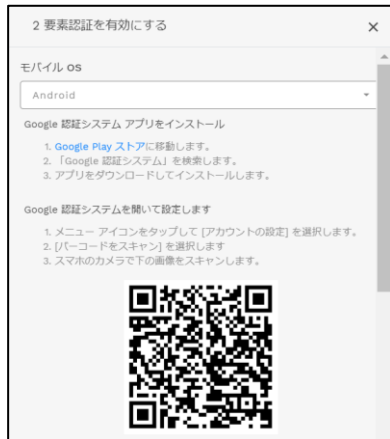 2 要素認証を有効にする
モバイル OS
Android
Google 認証システム アプリをインストール
1. Google Play ストアに移動します。
2. 「Google 認証システム」を検索します。
3. アプリをダウンロードしてインストールします。
Google 認証システムを開いて設定します
1. メニュー アイコンをタップして [アカウントの設定] を選択します。
2. [バーコードをスキャン] を選択します
3. スマホのカメラで下の画像をスキャンします。